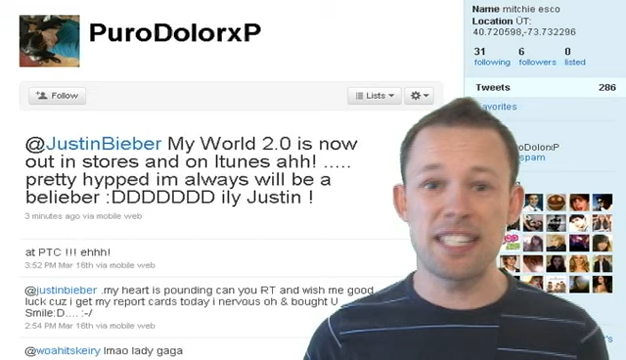 Name mitchie esco
PuroDolorxP
Location ÜT:
40.720598,-73.732296
31 6 0
following followers listed
Tweets 286
Follow
Lists
@JustinBieber My World 2.0 is now
out in stores and on Itunes ahh! .....
pretty hypped im always will be a
belieber :DDDDDDD ily Justin !
3 minutes ago via mobile web
at PTC !!! ehhh!
3:52 PM Mar 16th via mobile web
@justinbieber .my heart is pounding can you RT and wish me good
luck cuz i get my report cards today i nervous oh & bought U
Smile:D.... :-/
2:54 PM Mar 16th via mobile web
@woahitskeiry lmao lady gaga